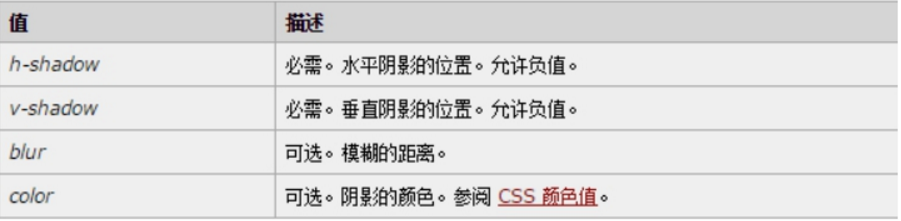 值 描述
h-shadow 必需。水平阴影的位置。允许负值。
v-shadow 必需。垂直阴影的位置。允许负值。
blur 可选。模糊的距离。
color 可选。阴影的颜色。参阅 CSS 颜色值。